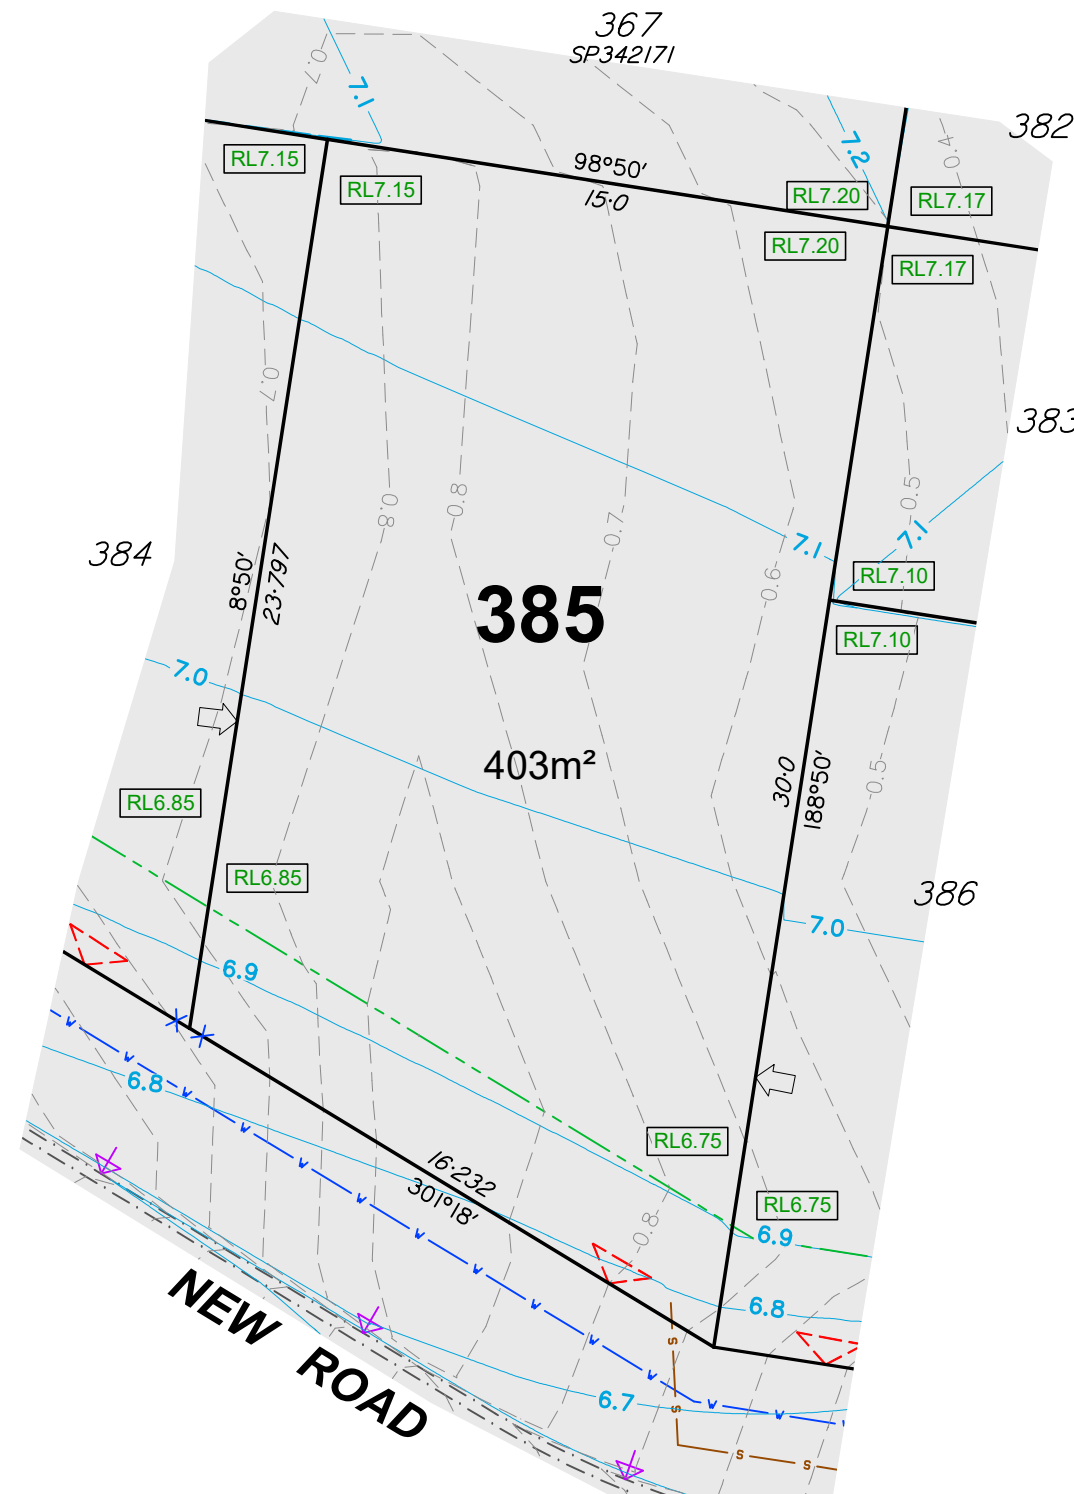 367
SP342171
382
0.7
7.1
7.2
0.4
RL7.15
RL7.15
98°50′
15·0
RL7.20
RL7.17
RL7.20
RL7.17
0.7
383
384
8°50′
23·797
0.8
0.8
0.7
0.6
0.5
7.1
7.1
RL7.10
RL7.10
385
7.0
403m²
30·0
188°50′
0.5
RL6.85
RL6.85
386
7.0
6.9
6.8
W
W
W
W
W
W
W
W
W
W
W
W
W
RL6.75
RL6.75
16·232
301°18′
0.8
6.9
6.8
6.7
S
S
S
S
NEW ROAD